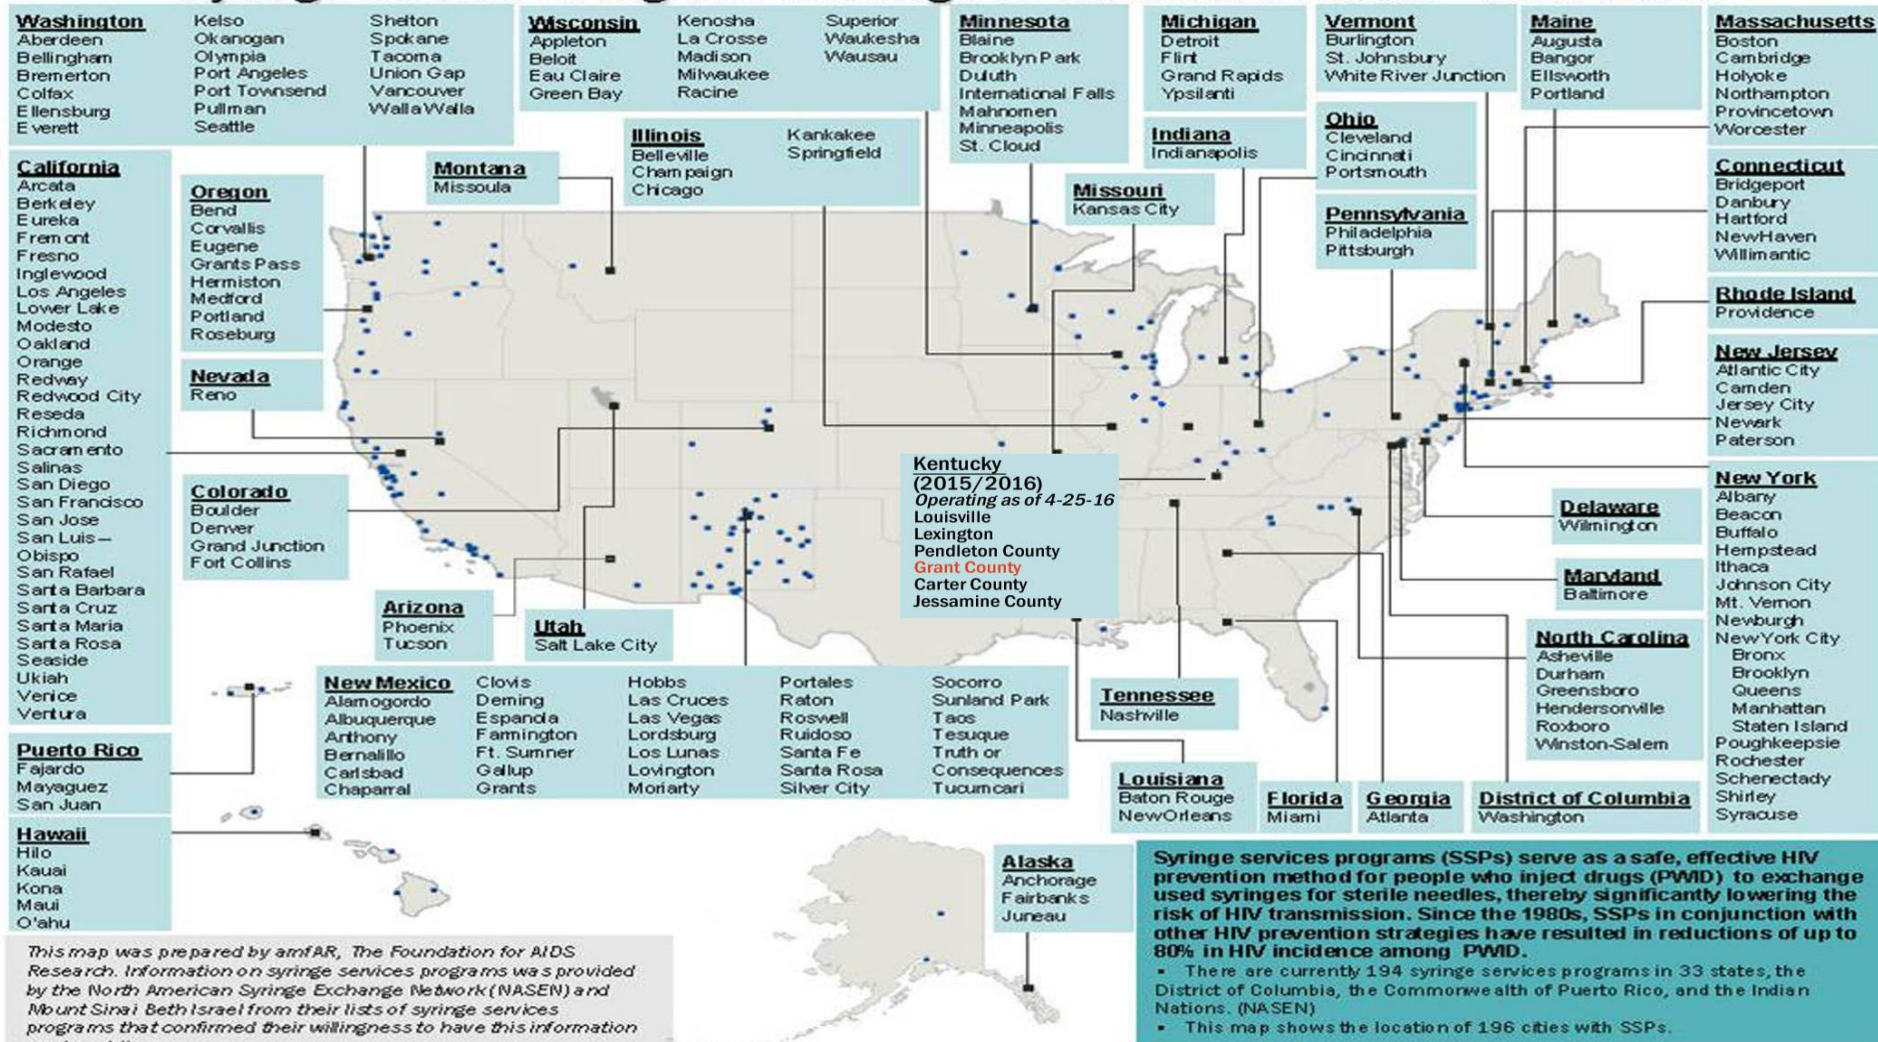 Washington
Aberdeen
Bellingham
Bremerton
Colfax
Ellensburg
Everett
Kelso
Okanogan
Olympia
Port Angeles
Port Townsend
Pullman
Seattle
Shelton
Spokane
Tacoma
Union Gap
Vancouver
Walla Walla
Wisconsin
Appleton
Beloit
Eau Claire
Green Bay
Kenosha
La Crosse
Madison
Milwaukee
Racine
Superior
Waukesha
Wausau
Minnesota
Blaine
Brooklyn Park
Duluth
International Falls
Mahnomen
Minneapolis
St. Cloud
Michigan
Detroit
Flint
Grand Rapids
Ypsilanti
Vermont
Burlington
St. Johnsbury
White River Junction
Maine
Augusta
Bangor
Ellsworth
Portland
Massachusetts
Boston
Cambridge
Holyoke
Northampton
Provincetown
Worcester
Illinois
Belleville
Champaign
Chicago
Kankakee
Springfield
Indiana
Indianapolis
Ohio
Cleveland
Cincinnati
Portsmouth
California
Arcata
Berkeley
Eureka
Fremont
Fresno
Inglewood
Los Angeles
Lower Lake
Modesto
Oakland
Orange
Redway
Redwood City
Reseda
Richmond
Sacramento
Salinas
San Diego
San Francisco
San Jose
San Luis—
Obispo
San Rafael
Santa Barbara
Santa Cruz
Santa Maria
Santa Rosa
Seaside
Ukiah
Venice
Ventura
Oregon
Bend
Corvallis
Eugene
Grants Pass
Hermiston
Medford
Portland
Roseburg
Montana
Missoula
Missouri
Kansas City
Pennsylvania
Philadelphia
Pittsburgh
Connecticut
Bridgeport
Danbury
Hartford
New Haven
Willimantic
Rhode Island
Providence
New Jersey
Atlantic City
Camden
Jersey City
Newark
Paterson
Nevada
Reno
Colorado
Boulder
Denver
Grand Junction
Fort Collins
Kentucky
(2015/2016)
Operating as of 4-25-16
Louisville
Lexington
Pendleton County
Grant County
Carter County
Jessamine County
New York
Albany
Beacon
Buffalo
Hempstead
Ithaca
Johnson City
Mt. Vernon
Newburgh
New York City
Bronx
Brooklyn
Queens
Manhattan
Staten Island
Poughkeepsie
Rochester
Schenectady
Shirley
Syracuse
Delaware
Wilmington
Maryland
Baltimore
Arizona
Phoenix
Tucson
Utah
Salt Lake City
North Carolina
Asheville
Durham
Greensboro
Hendersonville
Roxboro
Winston-Salem
New Mexico
Alamogordo
Albuquerque
Anthony
Bernalillo
Carlsbad
Chaparral
Clovis
Deming
Espanola
Farmington
Ft. Sumner
Gallup
Grants
Hobbs
Las Cruces
Las Vegas
Lordsburg
Los Lunas
Lovington
Moriarty
Portales
Raton
Roswell
Ruidoso
Santa Fe
Santa Rosa
Silver City
Socorro
Sunland Park
Taos
Tesuque
Truth or
Consequences
Tucumcari
Tennessee
Nashville
Puerto Rico
Fajardo
Mayaguez
San Juan
Louisiana
Baton Rouge
New Orleans
Florida
Miami
Georgia
Atlanta
District of Columbia
Washington
Hawaii
Hilo
Kauai
Kona
Maui
O'ahu
Alaska
Anchorage
Fairbanks
Juneau
Syringe services programs (SSPs) serve as a safe, effective HIV
prevention method for people who inject drugs (PWID) to exchange
used syringes for sterile needles, thereby significantly lowering the
risk of HIV transmission. Since the 1980s, SSPs in conjunction with
other HIV prevention strategies have resulted in reductions of up to
80% in HIV incidence among PWID.
▪ There are currently 194 syringe services programs in 33 states, the
District of Columbia, the Commonwealth of Puerto Rico, and the Indian
Nations. (NASEN)
▪ This map shows the location of 196 cities with SSPs.
This map was prepared by amfAR, The Foundation for AIDS
Research. Information on syringe services programs was provided
by the North American Syringe Exchange Network (NASEN) and
Mount Sinai Beth Israel from their lists of syringe services
programs that confirmed their willingness to have this information